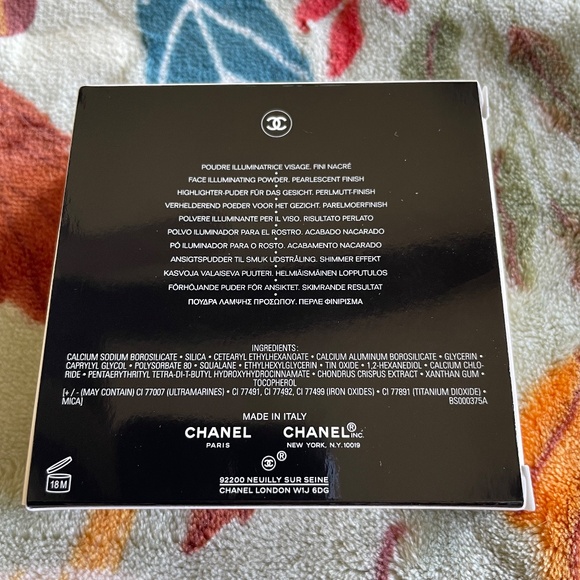 POUDRE ILLUMINATRICE VISAGE. FINI NACRÉ
FACE ILLUMINATING POWDER. PEARLESCENT FINISH
HIGHLIGHTER-PUDER FÜR DAS GESICHT. PERLMUTT-FINISH
VERHELDEREND POEDER VOOR HET GEZICHT. PARELMOERFINISH
POLVERE ILLUMINANTE PER IL VISO. RISULTATO PERLATO
POLVO ILUMINADOR PARA EL ROSTRO. ACABADO NACARADO
PÓ ILUMINADOR PARA O ROSTO. ACABAMENTO NACARADO
ANSIGTSPUDDER TIL SMUK UDSTRÅLING. SHIMMER EFFEKT
KASVOJA VALAISEVA PUUTERI. HELMIÄISMÄINEN LOPPUTULOS
FÖRHÖJANDE PUDER FÖR ANSIKTET. SKIMRANDE RESULTAT
ΠΟΥΔΡΑ ΛΑΜΨΗΣ ΠΡΟΣΩΠΟΥ. ΠΕΡΛΕ ΦΙΝΙΡΙΣΜΑ
INGREDIENTS:
CALCIUM SODIUM BOROSILICATE • SILICA • CETEARYL ETHYLHEXANOATE • CALCIUM ALUMINUM BOROSILICATE • GLYCERIN •
CAPRYLYL GLYCOL • POLYSORBATE 80 • SQUALANE • ETHYLHEXYLGLYCERIN • TIN OXIDE • 1,2-HEXANEDIOL • CALCIUM CHLO-
RIDE • PENTAERYTHRITYL TETRA-DI-T-BUTYL HYDROXYHYDROCINNAMATE • CHONDRUS CRISPUS EXTRACT • XANTHAN GUM •
TOCOPHEROL
[+ / - (MAY CONTAIN) CI 77007 (ULTRAMARINES) • CI 77491, CI 77492, CI 77499 (IRON OXIDES) • CI 77891 (TITANIUM DIOXIDE) •
MICA] BS000375A
MADE IN ITALY
CHANEL CHANEL® INC.
PARIS NEW YORK, N.Y. 10019
®
18 M
92200 NEUILLY SUR SEINE
CHANEL LONDON W1J 6DG